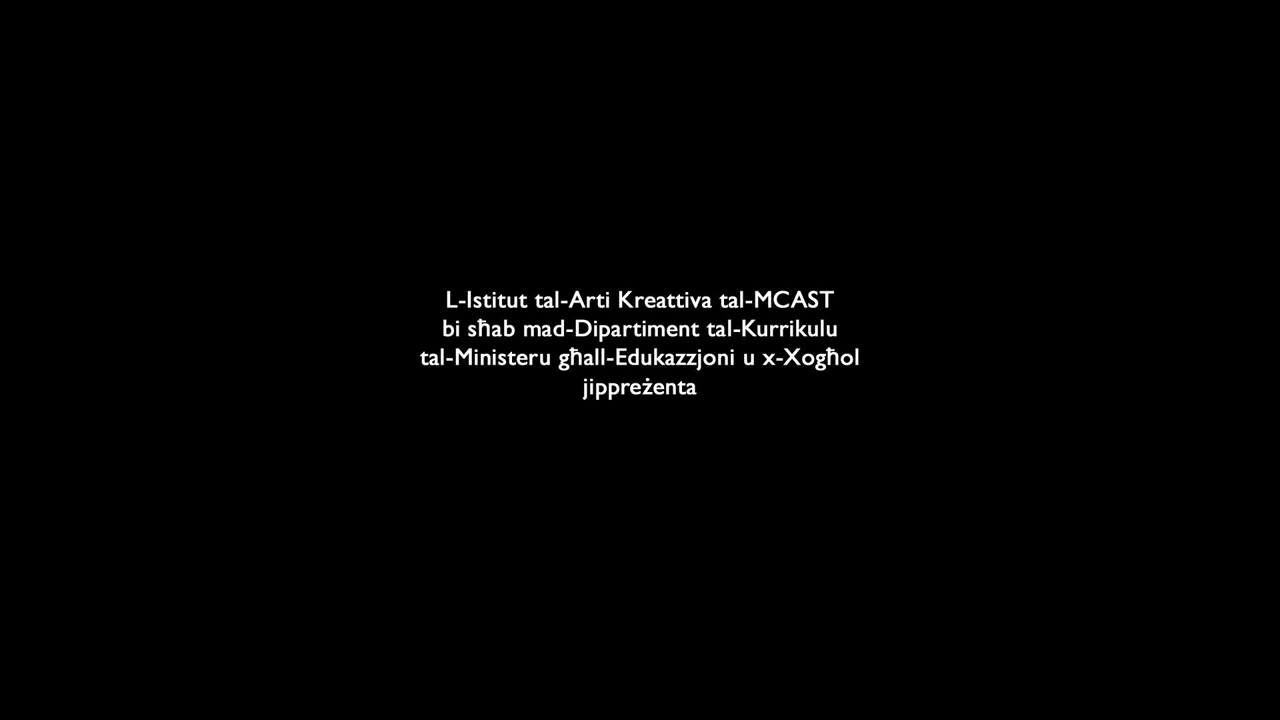 L-Istitut tal-Arti Kreattiva tal-MCAST
bi sħab mad-Dipartiment tal-Kurrikulu
tal-Ministeru għall-Edukazzjoni u x-Xogħol
jippreżenta